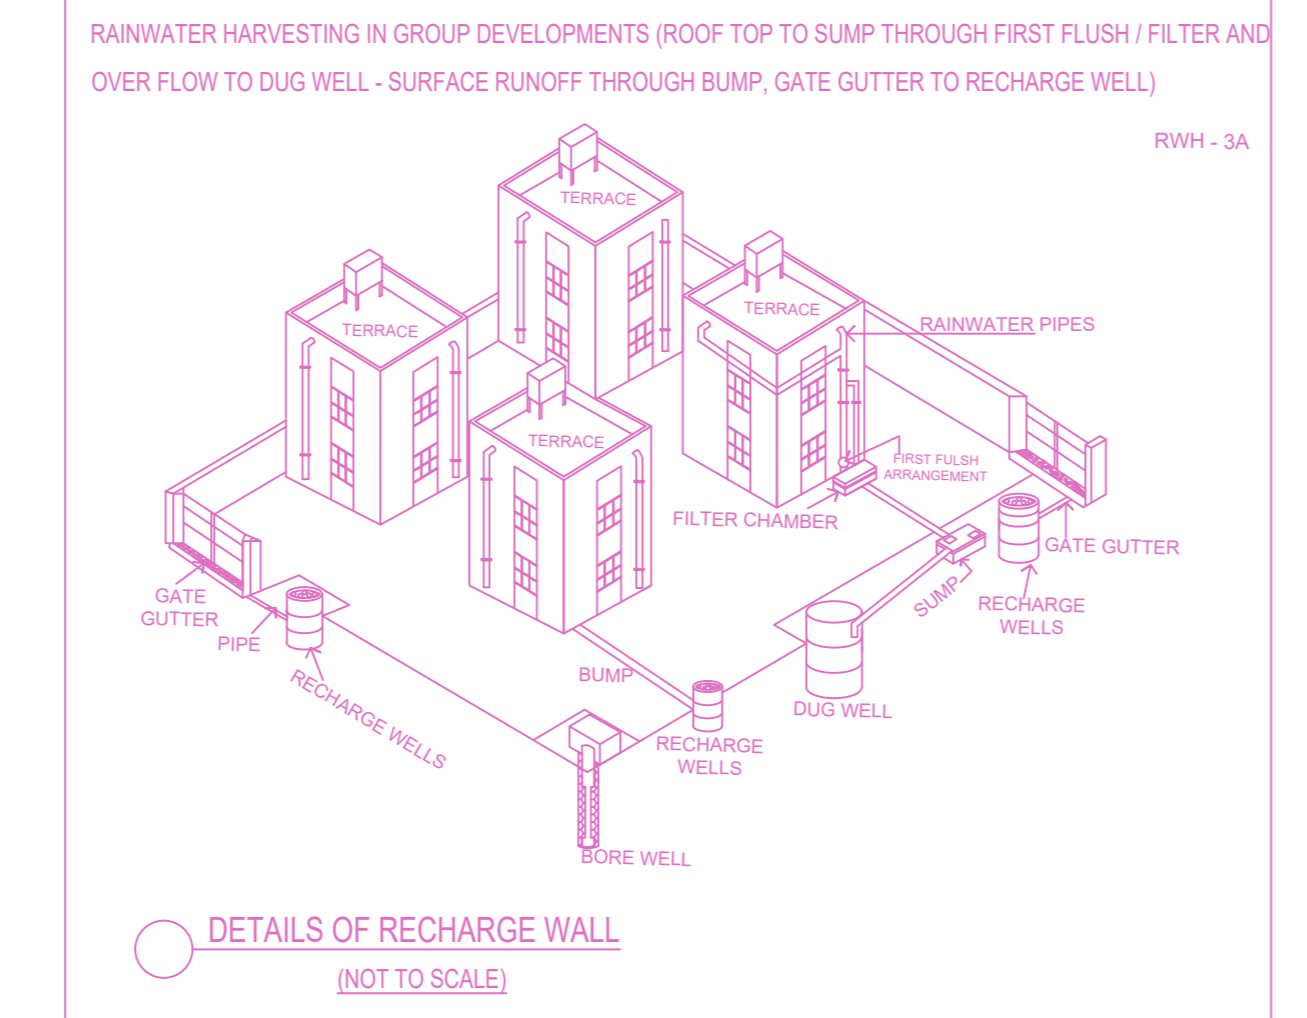 RAINWATER HARVESTING IN GROUP DEVELOPMENTS (ROOF TOP TO SUMP THROUGH FIRST FLUSH / FILTER AND
OVER FLOW TO DUG WELL - SURFACE RUNOFF THROUGH BUMP, GATE GUTTER TO RECHARGE WELL)
RWH - 3A
TERRACE
TERRACE
TERRACE
TERRACE
RAINWATER PIPES
FIRST FULSH
ARRANGEMENT
FILTER CHAMBER
GATE GUTTER
SUMP
RECHARGE
WELLS
GATE
GUTTER
PIPE
RECHARGE WELLS
BUMP
DUG WELL
RECHARGE
WELLS
BORE WELL
DETAILS OF RECHARGE WALL
(NOT TO SCALE)